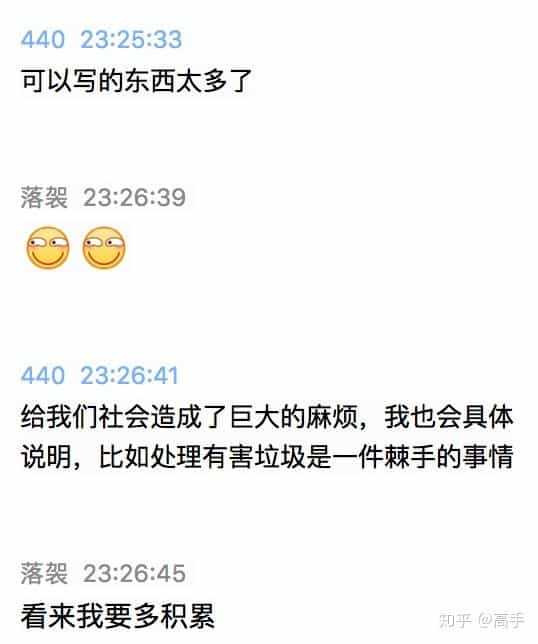 440 23:25:33
可以写的东西太多了
落袈 23:26:39
440 23:26:41
给我们社会造成了巨大的麻烦，我也会具体
说明，比如处理有害垃圾是一件棘手的事情
落袈 23:26:45
看来我要多积累
知乎 @高手